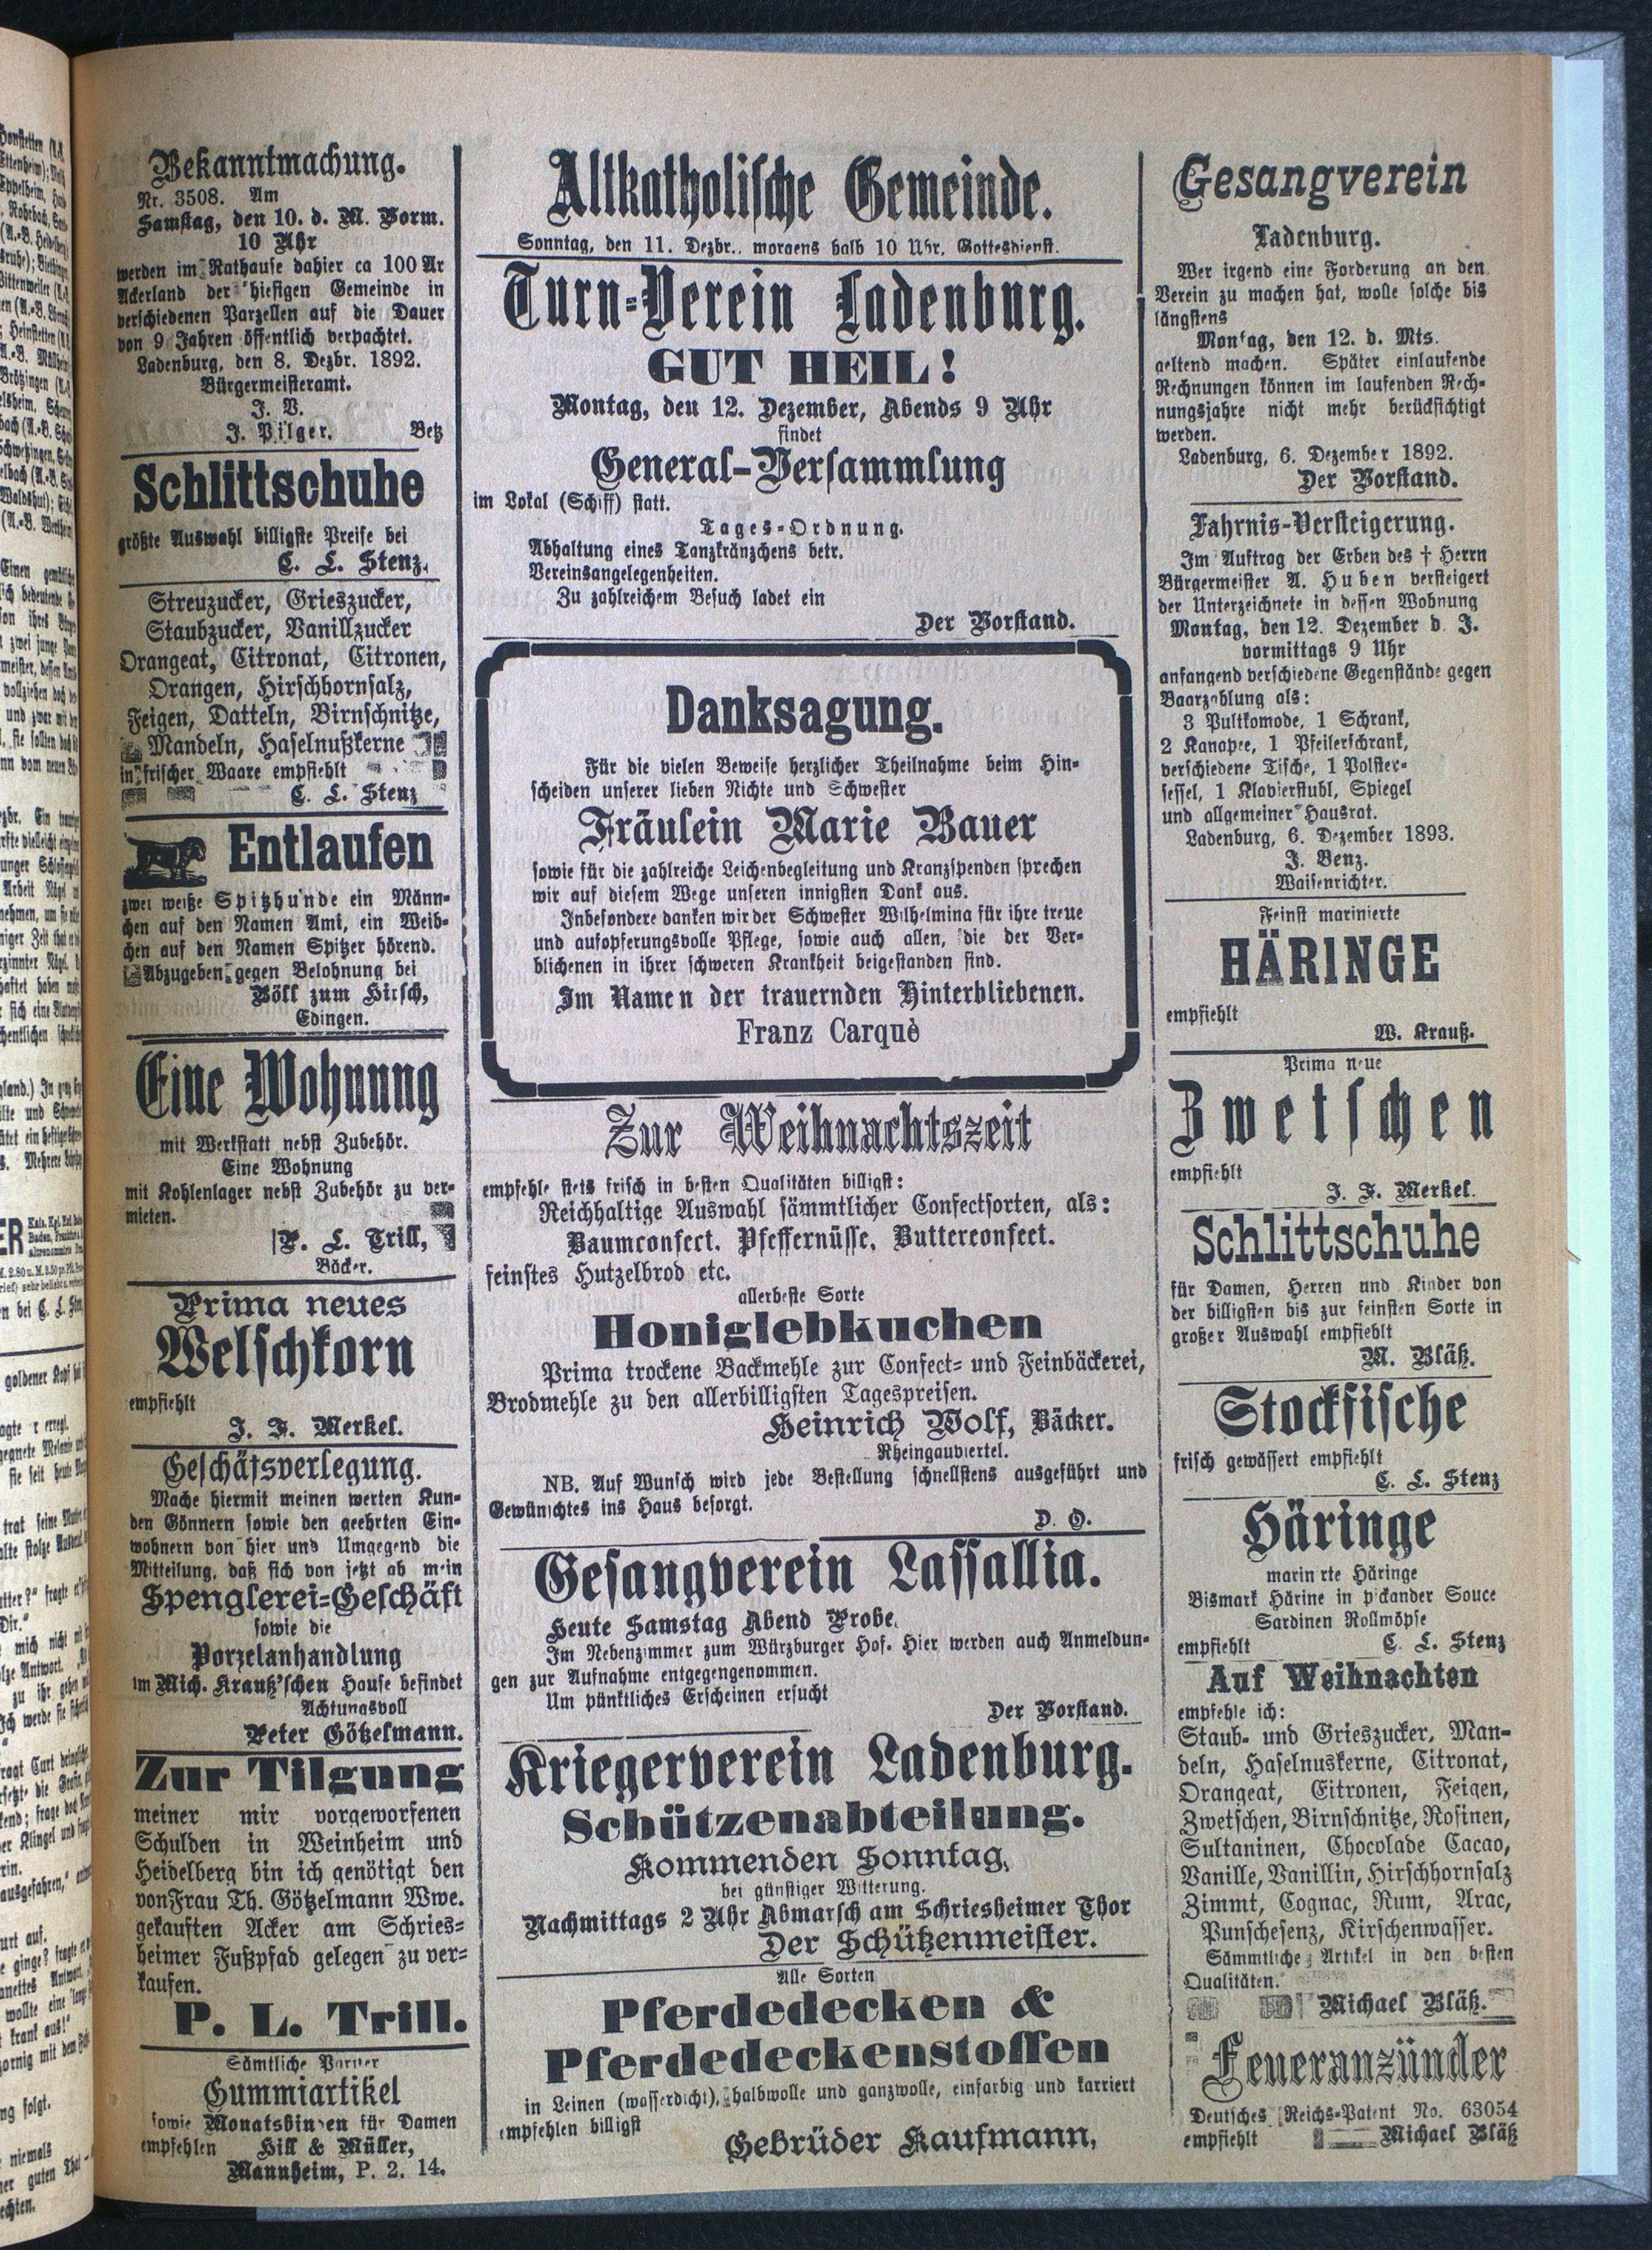 Bekanntmachung.
Nr. 3508. Am
Samstag, den 10. d. M. Vorm.
10 Uhr
werden im Rathause dahier ca 100 Ar
Ackerland der hiesigen Gemeinde in
verschiedenen Parzellen auf die Dauer
von 9 Jahren öffentlich verpachtet.
Ladenburg, den 8. Dezbr. 1892.
Bürgermeisteramt.
J. V.
J. Pilger. Betz
Schlittschuhe
größte Auswahl billigste Preise bei
C. L. Stenz.
Streuzucker, Grieszucker,
Staubzucker, Vanillzucker
Orangeat, Citronat, Citronen,
Orangen, Hirschhornsalz,
Feigen, Datteln, Birnschnitze,
Mandeln, Haselnußkerne
in frischer Waare empfiehlt
C. L. Stenz
Entlaufen
zwei weiße Spitzhunde ein Männ-
chen auf den Namen Ami, ein Weib-
chen auf den Namen Spitzer hörend.
Abzugeben gegen Belohnung bei
Böll zum Hirsch,
Edingen.
Eine Wohnung
mit Werkstatt nebst Zubehör.
Eine Wohnung
mit Kohlenlager nebst Zubehör zu ver-
mieten.
P. L. Trill,
Bäcker.
Prima neues
Welschkorn
empfiehlt
J. F. Merkel.
Geschäfsverlegung.
Mache hiermit meinen werten Kun-
den Gönnern sowie den geehrten Ein-
wohnern von hier und Umgegend die
Mitteilung, daß sich von jetzt ab mein
Spenglerei-Geschäft
sowie die
Porzelanhandlung
im Mich. Krauß'schen Hause befindet
Achtungsvoll
Peter Götzelmann.
Zur Tilgung
meiner mir vorgeworfenen
Schulden in Weinheim und
Heidelberg bin ich genötigt den
von Frau Th. Götzelmann Wwe.
gekauften Acker am Schries-
heimer Fußpfad gelegen zu ver-
kaufen.
P. L. Trill.
Sämtliche Pariser
Gummiartikel
sowie Monatsbinden für Damen
empfehlen Hill & Müller,
Mannheim, P. 2. 14.
Altkatholische Gemeinde.
Sonntag, den 11. Dezbr., morgens halb 10 Uhr, Gottesdienst.
Turn-Verein Ladenburg.
GUT HEIL!
Montag, den 12. Dezember, Abends 9 Uhr
findet
General-Versammlung
im Lokal (Schiff) statt.
Tages-Ordnung.
Abhaltung eines Tanzkränzchens betr.
Vereinsangelegenheiten.
Zu zahlreichem Besuch ladet ein
Der Vorstand.
Danksagung.
Für die vielen Beweise herzlicher Theilnahme beim Hin-
scheiden unserer lieben Nichte und Schwester
Fräulein Marie Bauer
sowie für die zahlreiche Leichenbegleitung und Kranzspenden sprechen
wir auf diesem Wege unseren innigsten Dank aus.
Inbesondere danken wir der Schwester Wilhelmina für ihre treue
und aufopferungsvolle Pflege, sowie auch allen, die der Ver-
blichenen in ihrer schweren Krankheit beigestanden sind.
Im Namen der trauernden Hinterbliebenen.
Franz Carquè
Zur Weihnachtszeit
empfehle stets frisch in besten Qualitäten billigst:
Reichhaltige Auswahl sämmtlicher Confectsorten, als:
Baumconfect. Pfeffernüsse, Butterconfect.
feinstes Hutzelbrod etc.
allerbeste Sorte
Honiglebkuchen
Prima trockene Backmehle zur Confect- und Feinbäckerei,
Brodmehle zu den allerbilligsten Tagespreisen.
Heinrich Wolf, Bäcker.
Rheingauviertel.
NB. Auf Wunsch wird jede Bestellung schnellstens ausgeführt und
Gewünschtes ins Haus besorgt.
D. O.
Gesangverein Lassallia.
Heute Samstag Abend Probe.
Im Nebenzimmer zum Würzburger Hof. Hier werden auch Anmeldun-
gen zur Aufnahme entgegengenommen.
Um pünktliches Erscheinen ersucht
Der Vorstand.
Kriegerverein Ladenburg.
Schützenabteilung.
Kommenden Sonntag,
bei günstiger Witterung.
Nachmittags 2 Uhr Abmarsch am Schriesheimer Thor
Der Schützenmeister.
Alle Sorten
Pferdedecken &
Pferdedeckenstoffen
in Leinen (wasserdicht), halbwolle und ganzwolle, einfarbig und karriert
empfehlen billigst
Gebrüder Kaufmann,
Gesangverein
Ladenburg.
Wer irgend eine Forderung an den
Verein zu machen hat, wolle solche bis
längstens
Montag, den 12. d. Mts.
geltend machen. Später einlaufende
Rechnungen können im laufenden Rech-
nungsjahre nicht mehr berücksichtigt
werden.
Ladenburg, 6. Dezember 1892.
Der Vorstand.
Fahrnis-Versteigerung.
Im Auftrag der Erben des † Herrn
Bürgermeister A. Huben versteigert
der Unterzeichnete in dessen Wohnung
Montag, den 12. Dezember d. J.
vormittags 9 Uhr
anfangend verschiedene Gegenstände gegen
Baarzahlung als:
3 Pultkomode, 1 Schrank,
2 Kanapee, 1 Pfeilerschrank,
verschiedene Tische, 1 Polster-
sessel, 1 Klavierstuhl, Spiegel
und allgemeiner Hausrat.
Ladenburg, 6. Dezember 1893.
J. Benz.
Waisenrichter.
Feinst marinierte
HÄRINGE
empfiehlt
W. Krauß.
Prima neue
Zwetschen
empfiehlt
J. F. Merkel.
Schlittschuhe
für Damen, Herren und Kinder von
der billigsten bis zur feinsten Sorte in
großer Auswahl empfiehlt
M. Bläß.
Stockfische
frisch gewässert empfiehlt
C. L. Stenz
Häringe
marinirte Häringe
Bismark Härine in pickander Souce
Sardinen Rollmöpse
empfiehlt C. L. Stenz
Auf Weihnachten
empfehle ich:
Staub- und Grieszucker, Man-
deln, Haselnuskerne, Citronat,
Orangeat, Eitronen, Feigen,
Zwetschen, Birnschnitze, Rosinen,
Sultaninen, Chocolade Cacao,
Vanille, Vanillin, Hirschhornsalz
Zimmt, Cognac, Rum, Arac,
Punschesenz, Kirschenwasser.
Sämmtliche Artikel in den besten
Qualitäten.
Michael Bläß.
Feueranzünder
Deutsches Reichs-Patent No. 63054
empfiehlt Michael Bläß